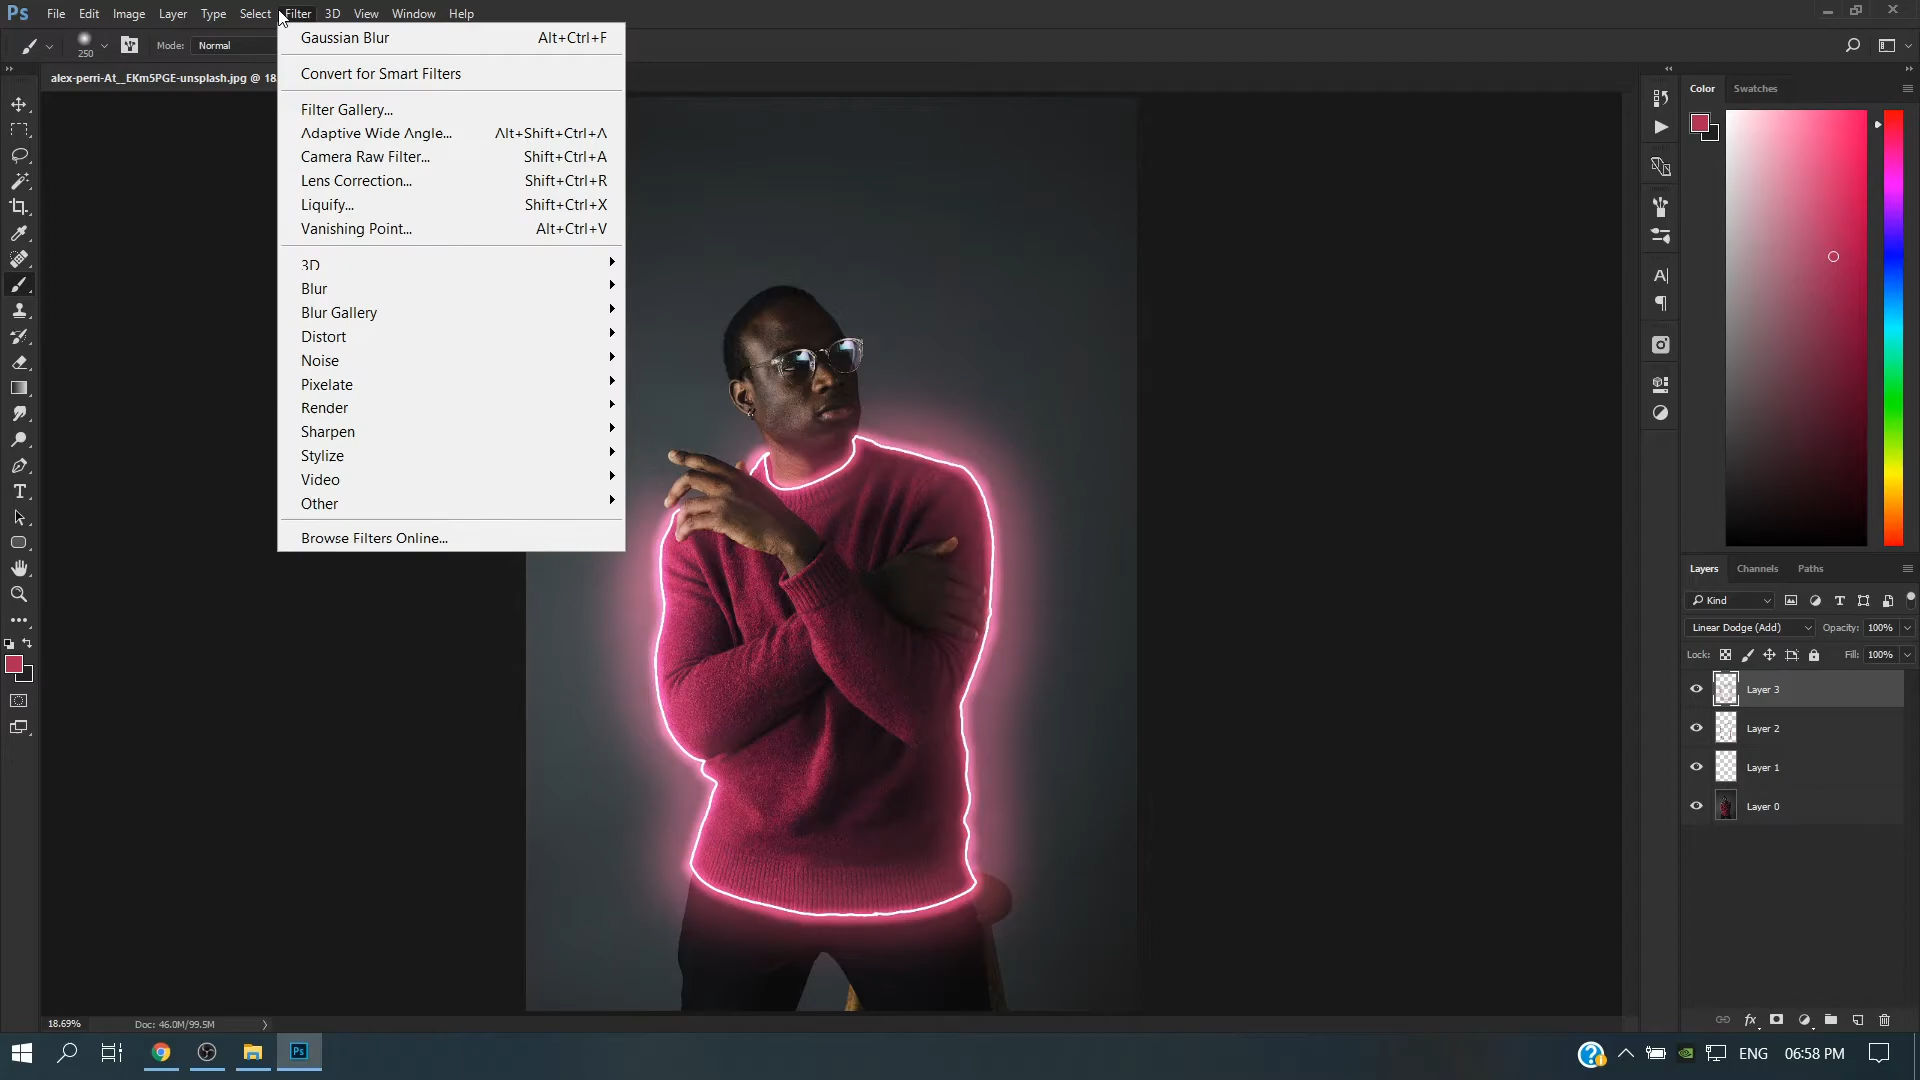 Ps File Edit Image Layer Type Select Filter 3D View Window Help
250 Mode: Normal
alex-perri-At__EKm5PGE-unsplash.jpg @ 18
Gaussian Blur Alt+Ctrl+F
Convert for Smart Filters
Filter Gallery...
Adaptive Wide Angle... Alt+Shift+Ctrl+A
Camera Raw Filter... Shift+Ctrl+A
Lens Correction... Shift+Ctrl+R
Liquify... Shift+Ctrl+X
Vanishing Point... Alt+Ctrl+V
3D
Blur
Blur Gallery
Distort
Noise
Pixelate
Render
Sharpen
Stylize
Video
Other
Browse Filters Online...
Color Swatches
Layers Channels Paths
Kind
Linear Dodge (Add) Opacity: 100%
Lock: Fill: 100%
Layer 3
Layer 2
Layer 1
Layer 0
18.69% Doc: 46.0M/99.5M
Ps
ENG 06:58 PM